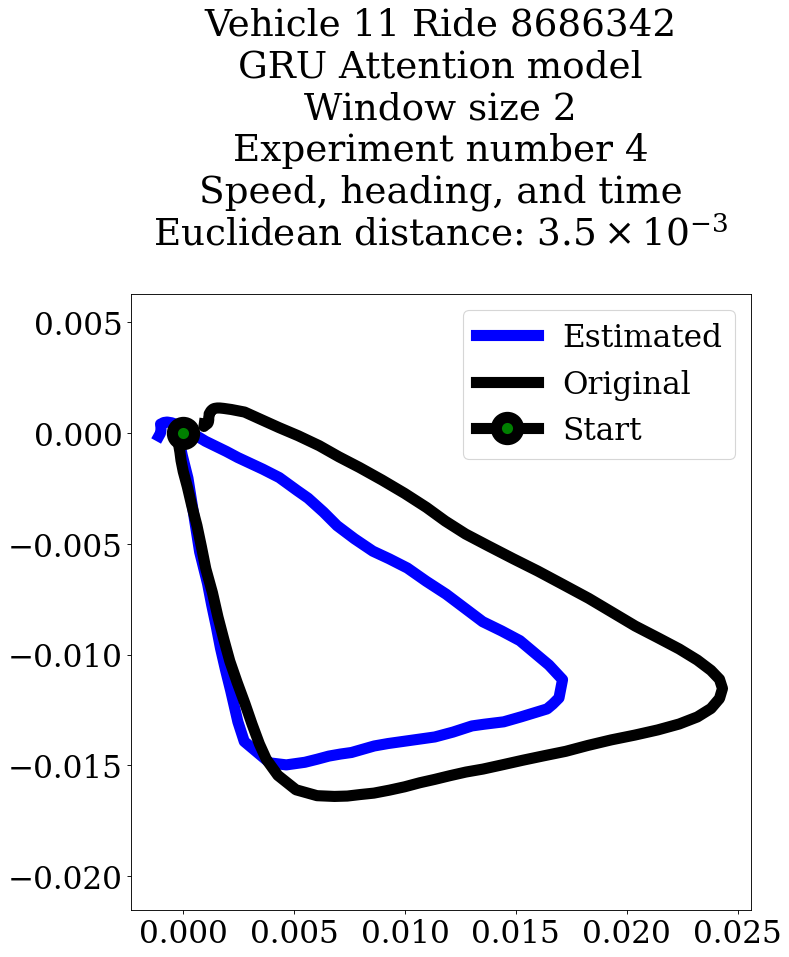 Vehicle 11 Ride 8686342
GRU Attention model
Window size 2
Experiment number 4
Speed, heading, and time
Euclidean distance: 3.5 × 10⁻³
Estimated
Original
Start
0.005
0.000
−0.005
−0.010
−0.015
−0.020
0.000 0.005 0.010 0.015 0.020 0.025